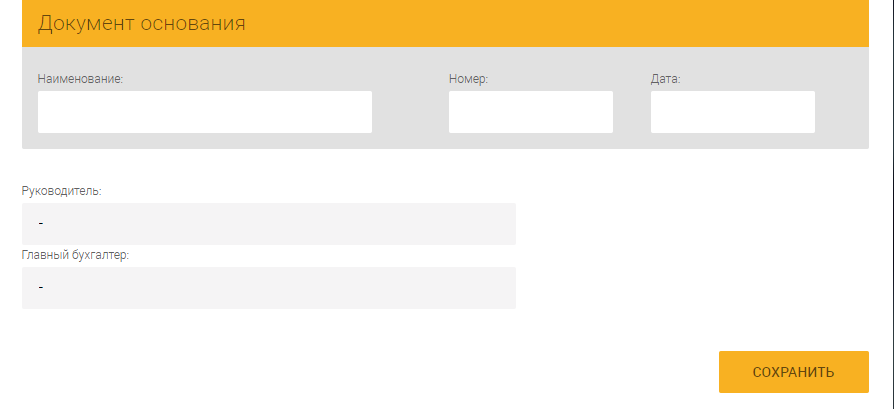 Документ основания
Наименование: Номер: Дата:
Руководитель:
-
Главный бухгалтер:
-
СОХРАНИТЬ